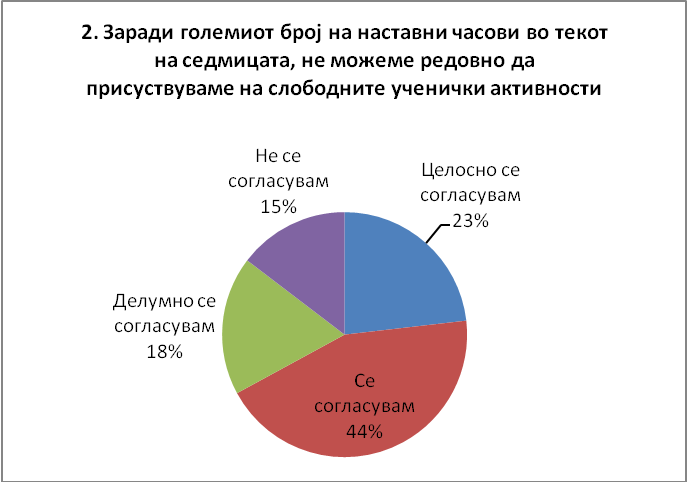 2. Заради големиот број на наставни часови во текот
на седмицата, не можеме редовно да
присуствуваме на слободните ученички активности
Не се
согласувам
15%
Целосно се
согласувам
23%
Делумно се
согласувам
18%
Се
согласувам
44%